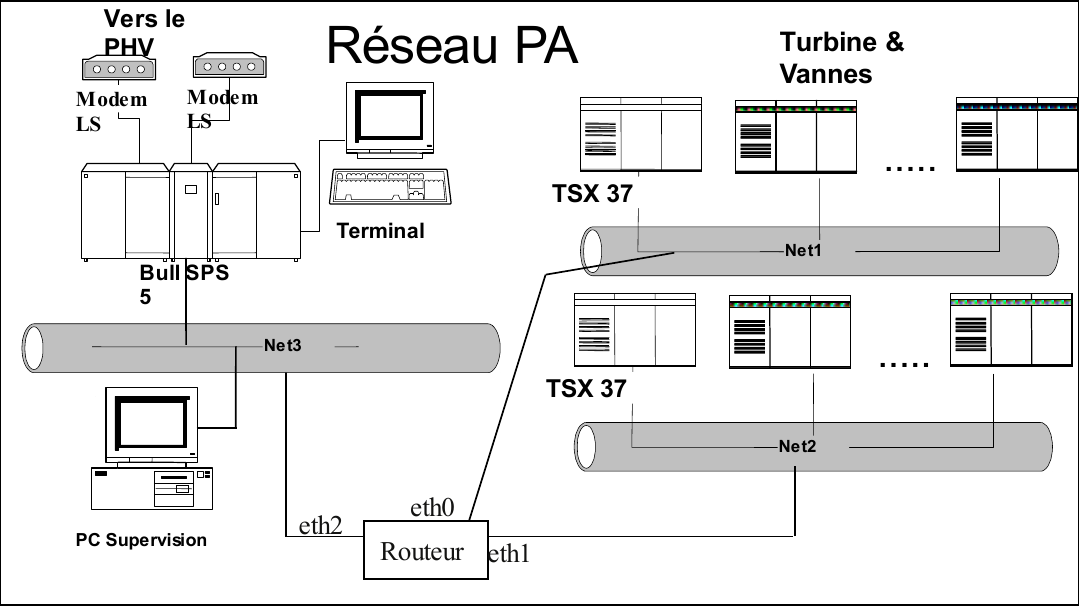 Vers le
PHV
Réseau PA
Turbine &
Vannes
Modem
LS
Modem
LS
TSX 37
.....
Terminal
Net1
Bull SPS
5
Net3
TSX 37
.....
Net2
eth0
eth2
Routeur
eth1
PC Supervision